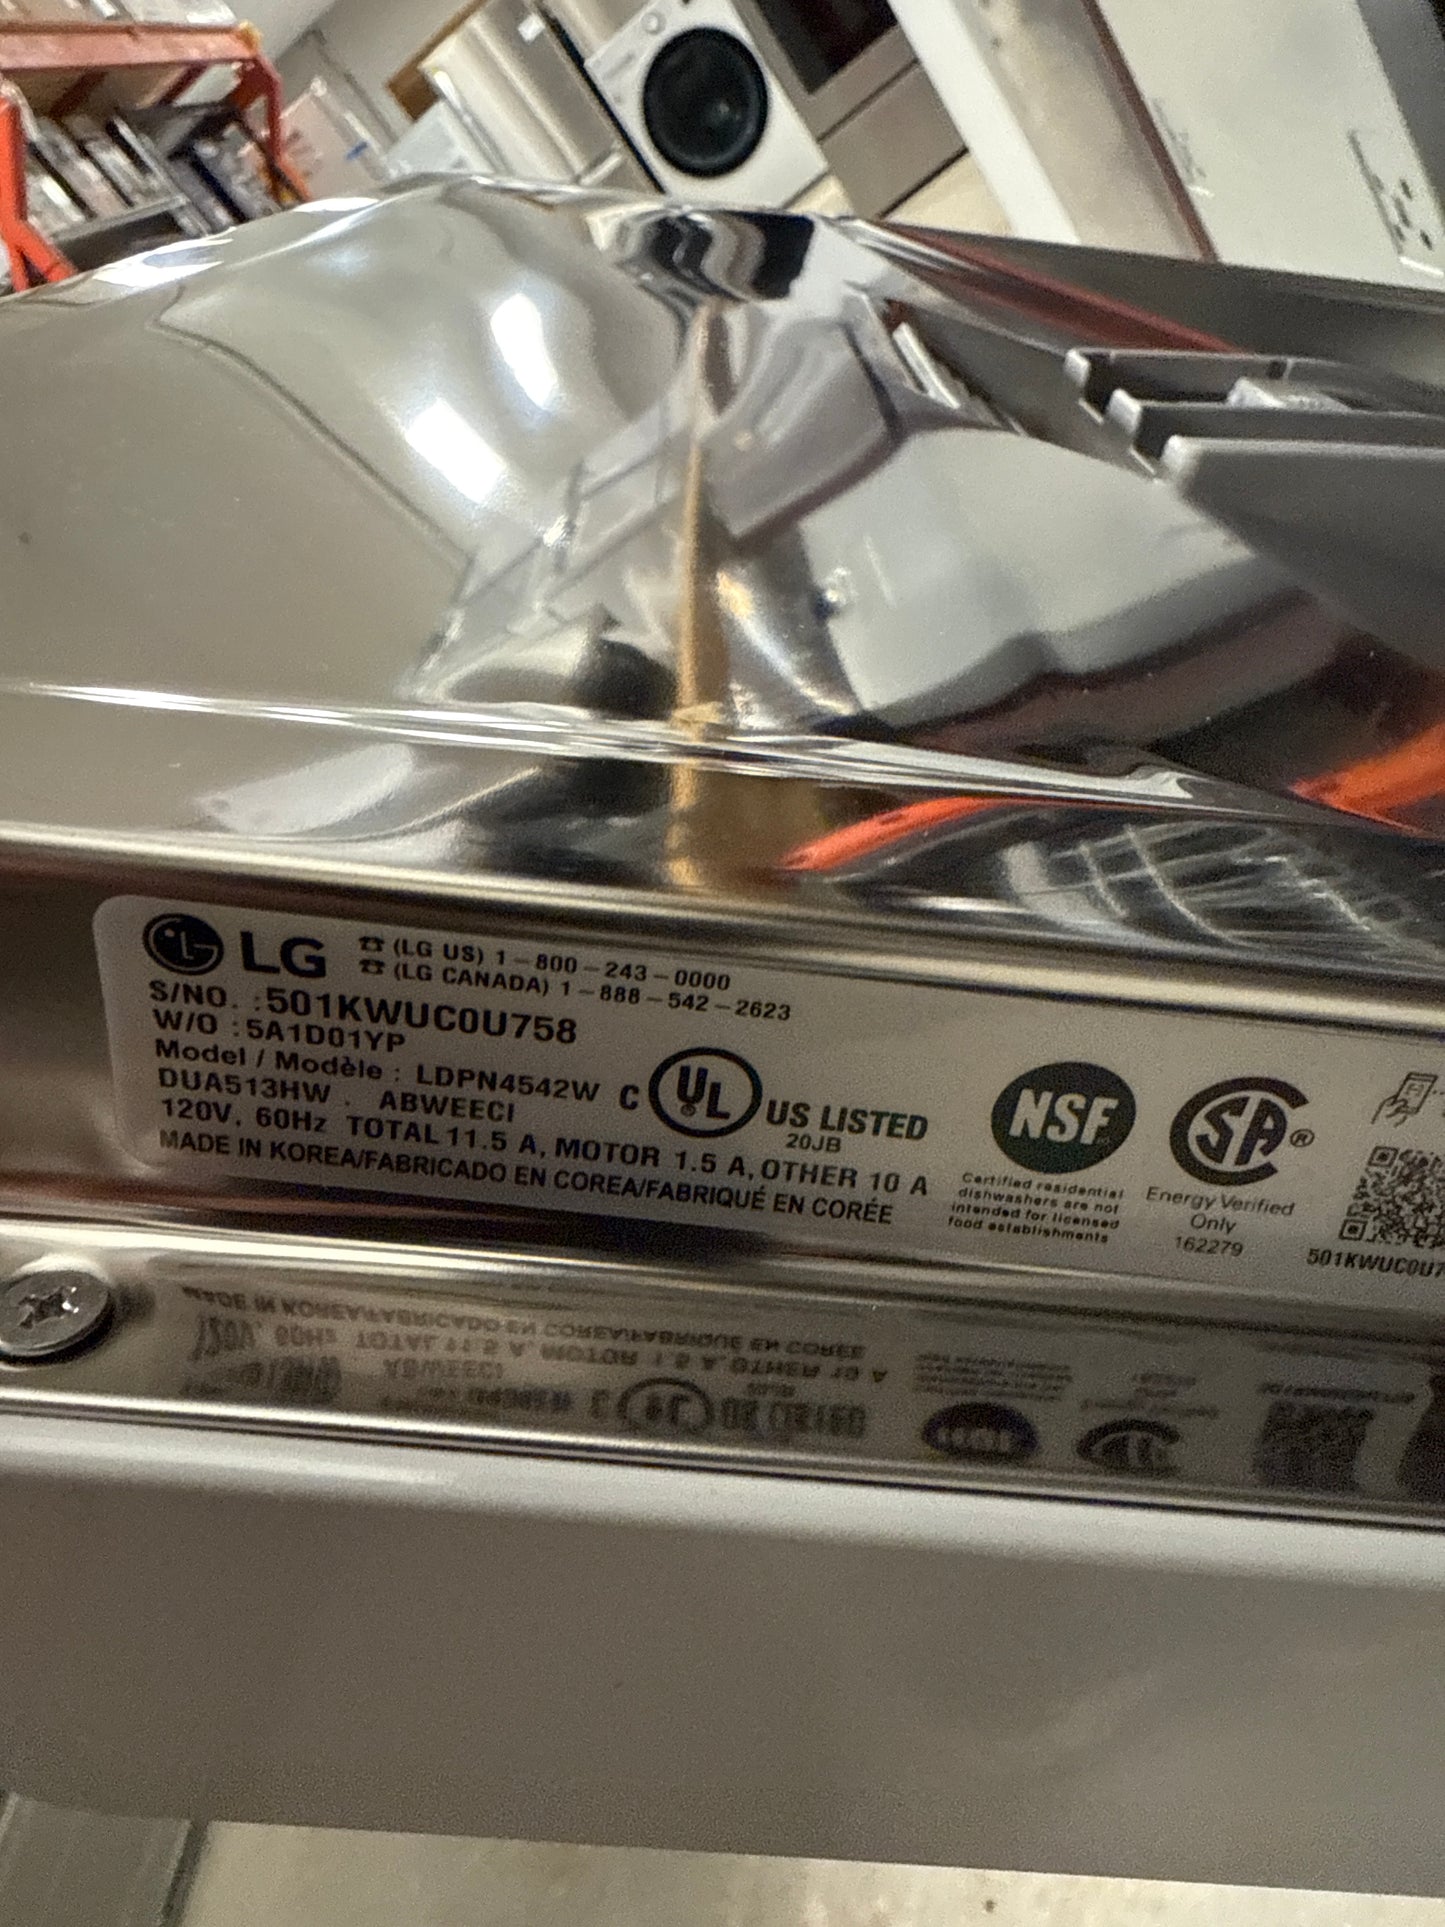 LG ☎ (LG US) 1-800-243-0000
☎ (LG CANADA) 1-888-542-2623
S/NO. :501KWUC0U758
W/O :5A1D01YP
Model / Modèle : LDPN4542W
DUA513HW . ABWEECI
120V, 60Hz TOTAL 11.5 A, MOTOR 1.5 A, OTHER 10 A
MADE IN KOREA/FABRICADO EN COREA/FABRIQUÉ EN CORÉE
C UL ® US LISTED
20JB
NSF®
Certified residential
dishwashers are not
intended for licensed
food establishments
SA®
Energy Verified
Only
162279
501KWUC0U7